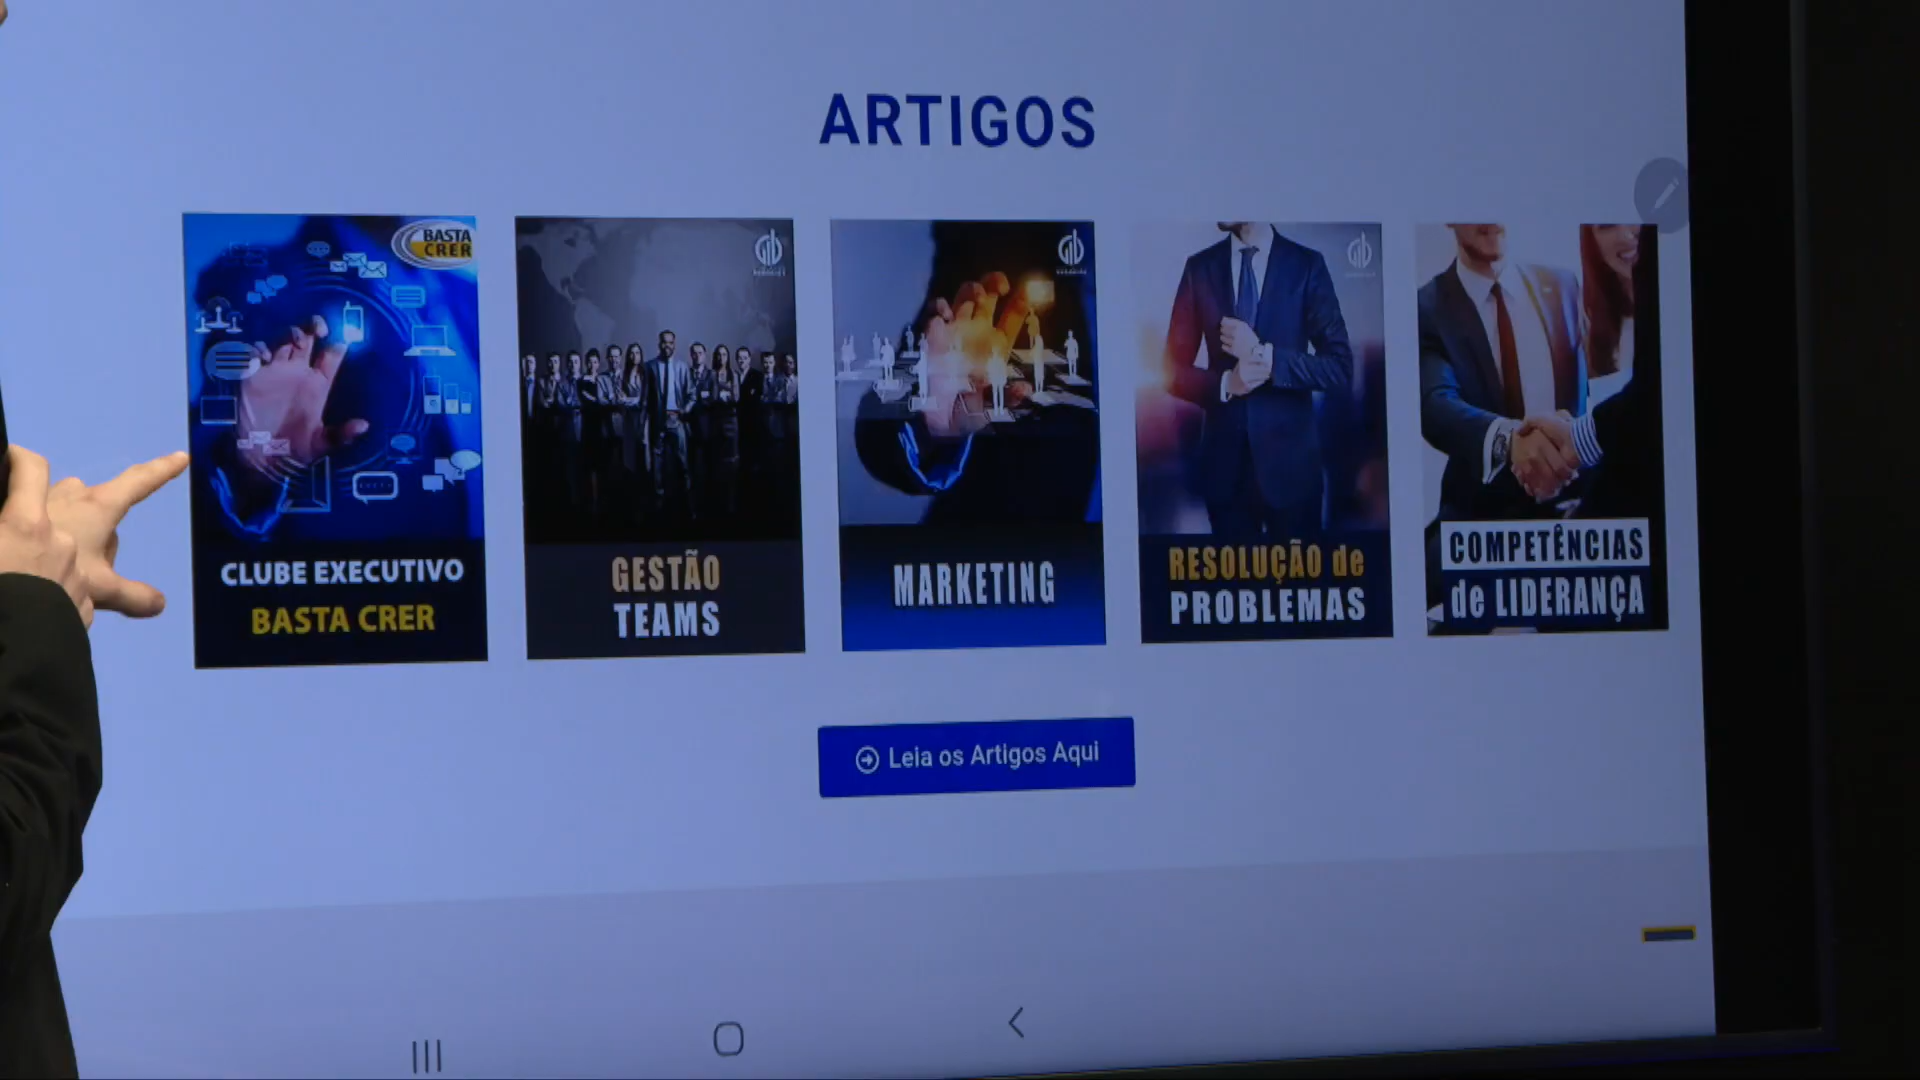 ARTIGOS
BASTA
CRER
CLUBE EXECUTIVO
BASTA CRER
GESTÃO
TEAMS
MARKETING
RESOLUÇÃO de
PROBLEMAS
COMPETÊNCIAS
de LIDERANÇA
Leia os Artigos Aqui